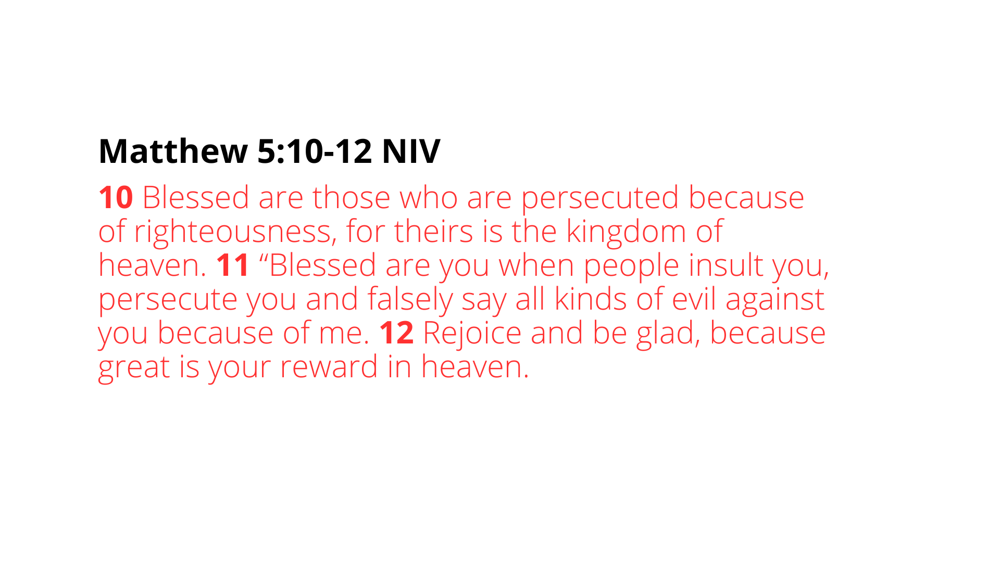 Matthew 5:10-12 NIV
10 Blessed are those who are persecuted because
of righteousness, for theirs is the kingdom of
heaven. 11 “Blessed are you when people insult you,
persecute you and falsely say all kinds of evil against
you because of me. 12 Rejoice and be glad, because
great is your reward in heaven.